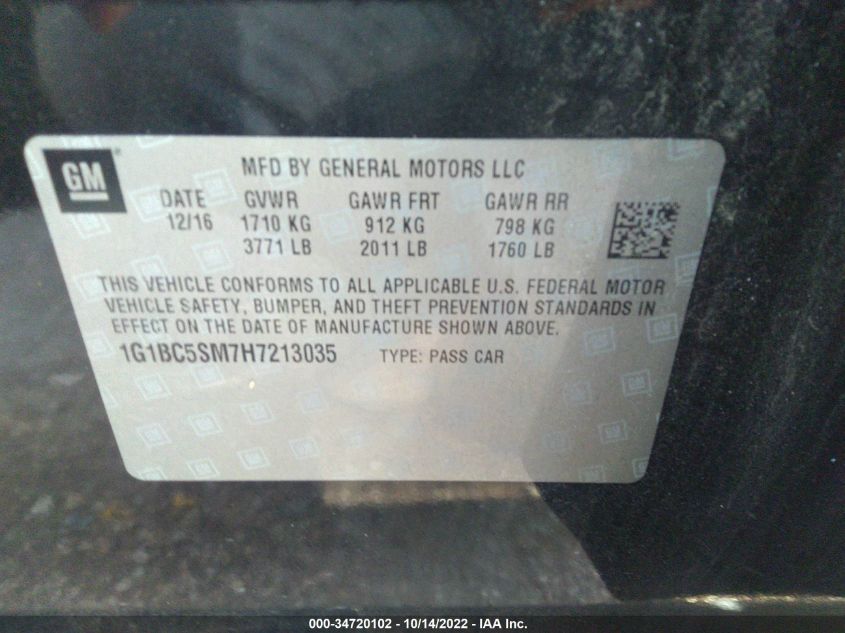 GM
MFD BY GENERAL MOTORS LLC
DATE GVWR GAWR FRT GAWR RR
12/16 1710 KG 912 KG 798 KG
3771 LB 2011 LB 1760 LB
THIS VEHICLE CONFORMS TO ALL APPLICABLE U.S. FEDERAL MOTOR
VEHICLE SAFETY, BUMPER, AND THEFT PREVENTION STANDARDS IN
EFFECT ON THE DATE OF MANUFACTURE SHOWN ABOVE.
1G1BC5SM7H7213035 TYPE: PASS CAR
000-34720102 - 10/14/2022 - IAA Inc.